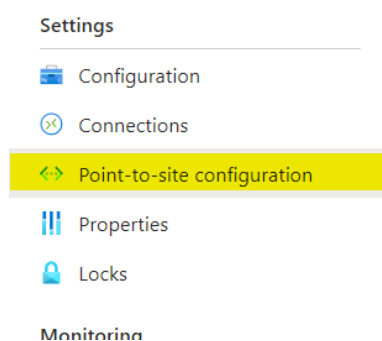 Settings
Configuration
Connections
Point-to-site configuration
Properties
Locks
Monitoring